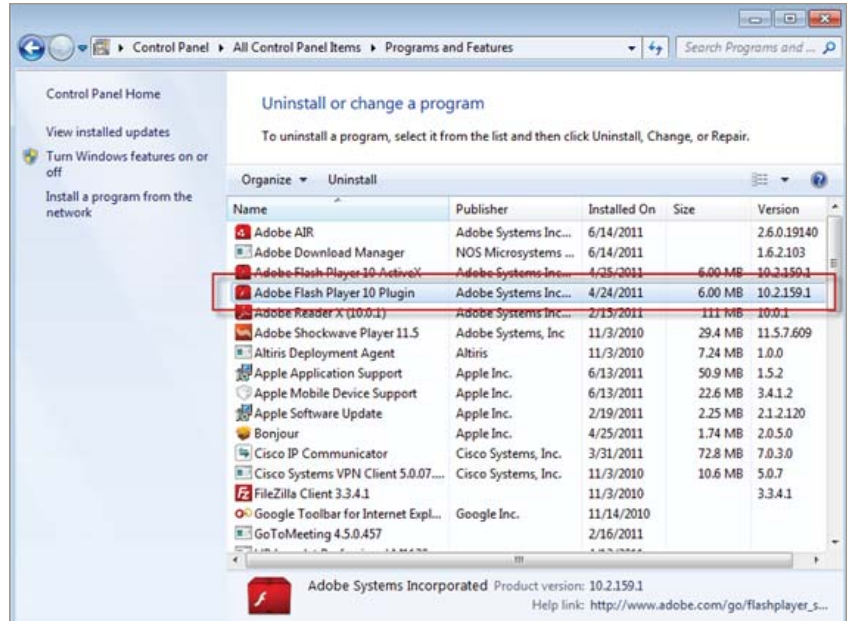 Control Panel ▸ All Control Panel Items ▸ Programs and Features
Search Programs and ...
Control Panel Home
View installed updates
Turn Windows features on or
off
Install a program from the
network
Uninstall or change a program
To uninstall a program, select it from the list and then click Uninstall, Change, or Repair.
Organize Uninstall
Name Publisher Installed On Size Version
Adobe AIR Adobe Systems Inc... 6/14/2011 2.6.0.19140
Adobe Download Manager NOS Microsystems ... 6/14/2011 1.6.2.103
Adobe Flash Player 10 ActiveX Adobe Systems Inc... 4/25/2011 6.00 MB 10.2.159.1
Adobe Flash Player 10 Plugin Adobe Systems Inc... 4/24/2011 6.00 MB 10.2.159.1
Adobe Reader X (10.0.1) Adobe Systems Inc... 2/15/2011 111 MB 10.0.1
Adobe Shockwave Player 11.5 Adobe Systems, Inc 11/3/2010 29.4 MB 11.5.7.609
Altiris Deployment Agent Altiris 11/3/2010 7.24 MB 1.0.0
Apple Application Support Apple Inc. 6/13/2011 50.9 MB 1.5.2
Apple Mobile Device Support Apple Inc. 6/13/2011 22.6 MB 3.4.1.2
Apple Software Update Apple Inc. 2/19/2011 2.25 MB 2.1.2.120
Bonjour Apple Inc. 4/25/2011 1.74 MB 2.0.5.0
Cisco IP Communicator Cisco Systems, Inc. 3/31/2011 72.8 MB 7.0.3.0
Cisco Systems VPN Client 5.0.07.... Cisco Systems, Inc. 11/3/2010 10.6 MB 5.0.7
FileZilla Client 3.3.4.1 11/3/2010 3.3.4.1
Google Toolbar for Internet Expl... Google Inc. 11/14/2010
GoToMeeting 4.5.0.457 2/16/2011
Adobe Systems Incorporated Product version: 10.2.159.1
Help link: http://www.adobe.com/go/flashplayer_s...